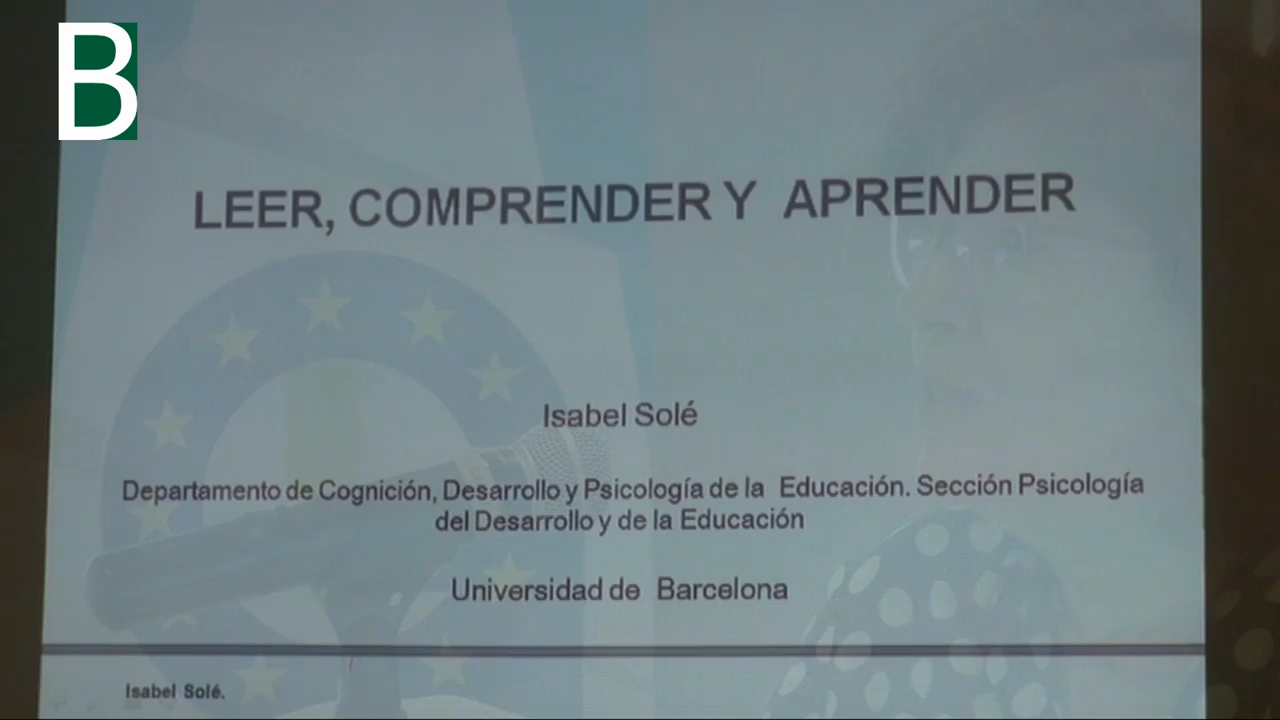 B
LEER, COMPRENDER Y APRENDER
Isabel Solé
Departamento de Cognición, Desarrollo y Psicología de la Educación. Sección Psicología
del Desarrollo y de la Educación
Universidad de Barcelona
Isabel Solé.